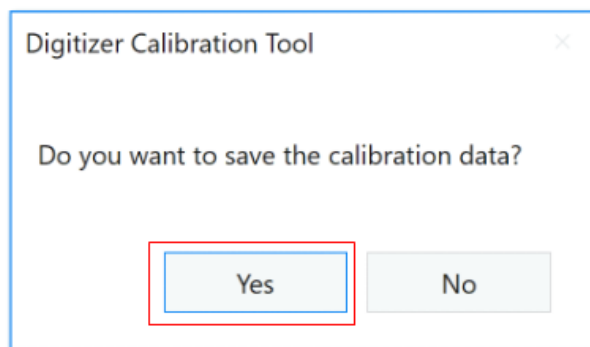 Digitizer Calibration Tool
Do you want to save the calibration data?
Yes No